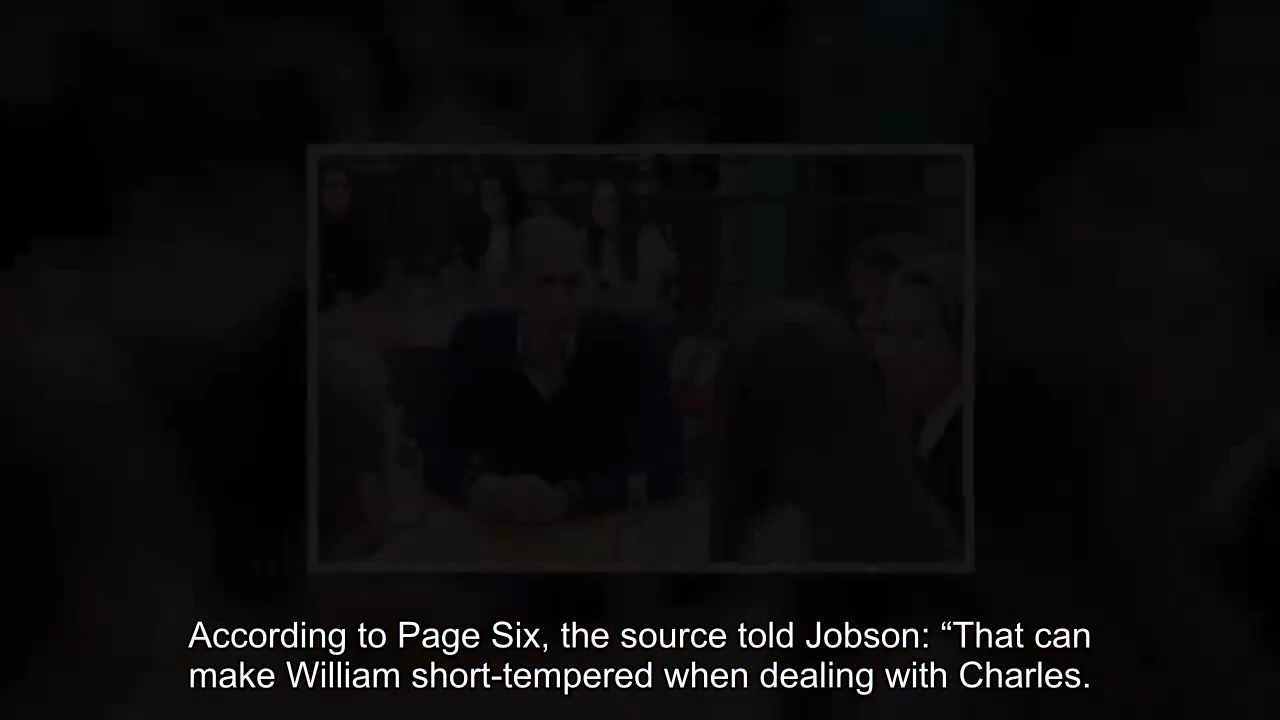 According to Page Six, the source told Jobson: “That can
make William short-tempered when dealing with Charles.